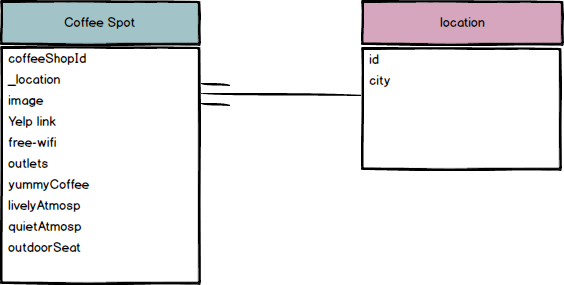 Coffee Spot
coffeeShopId
_location
image
Yelp link
free-wifi
outlets
yummyCoffee
livelyAtmosp
quietAtmosp
outdoorSeat
location
id
city